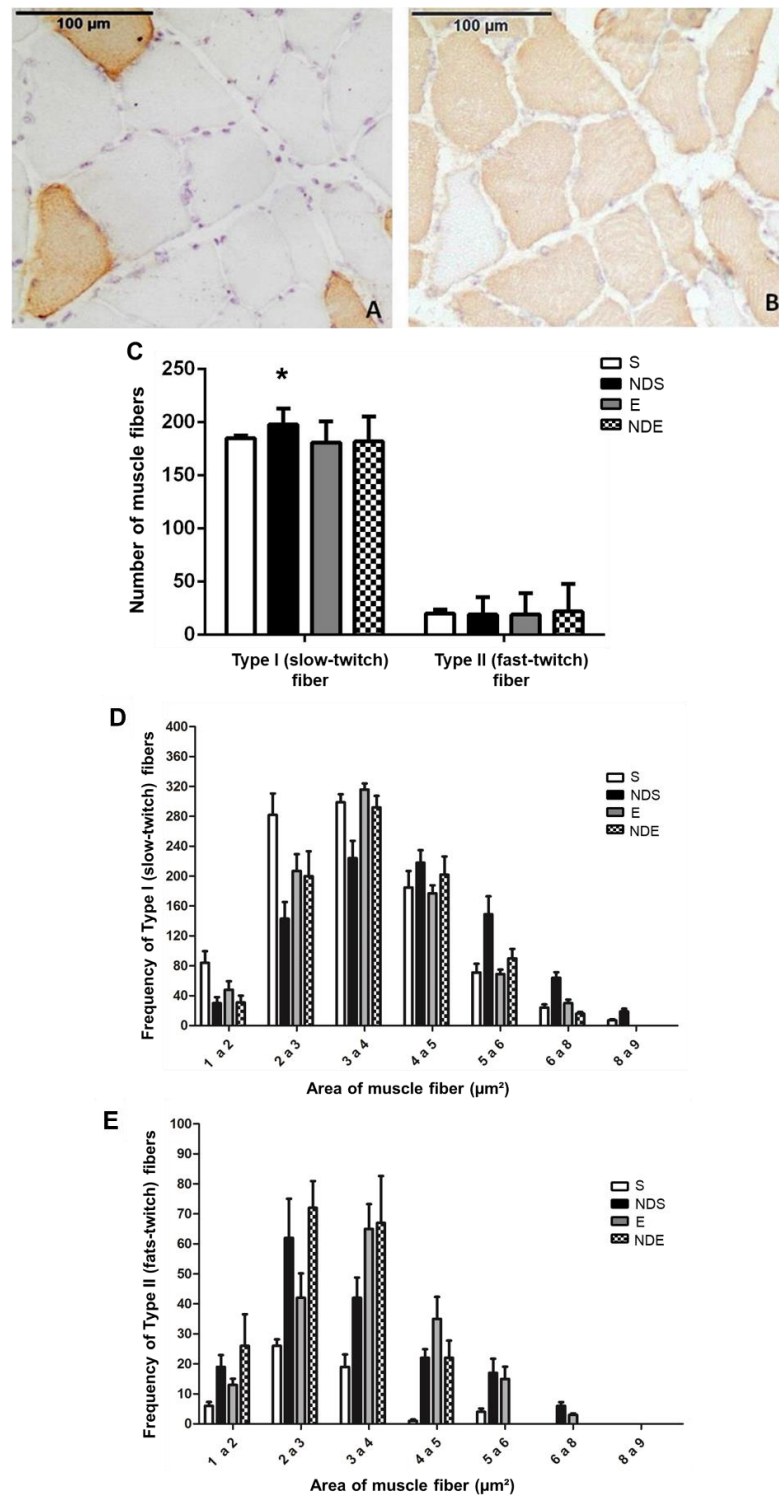 100 µm
A
100 µm
B
C
Number of muscle fibers
250
200
150
100
50
0
*
S
NDS
E
NDE
Type I (slow-twitch)
fiber
Type II (fast-twitch)
fiber
D
Frequency of Type I (slow-twitch) fibers
400
360
320
280
240
200
160
120
80
40
0
S
NDS
E
NDE
1 a 2
2 a 3
3 a 4
4 a 5
5 a 6
6 a 8
8 a 9
Area of muscle fiber (µm²)
E
Frequency of Type II (fats-twitch) fibers
100
90
80
70
60
50
40
30
20
10
0
S
NDS
E
NDE
1 a 2
2 a 3
3 a 4
4 a 5
5 a 6
6 a 8
8 a 9
Area of muscle fiber (µm²)